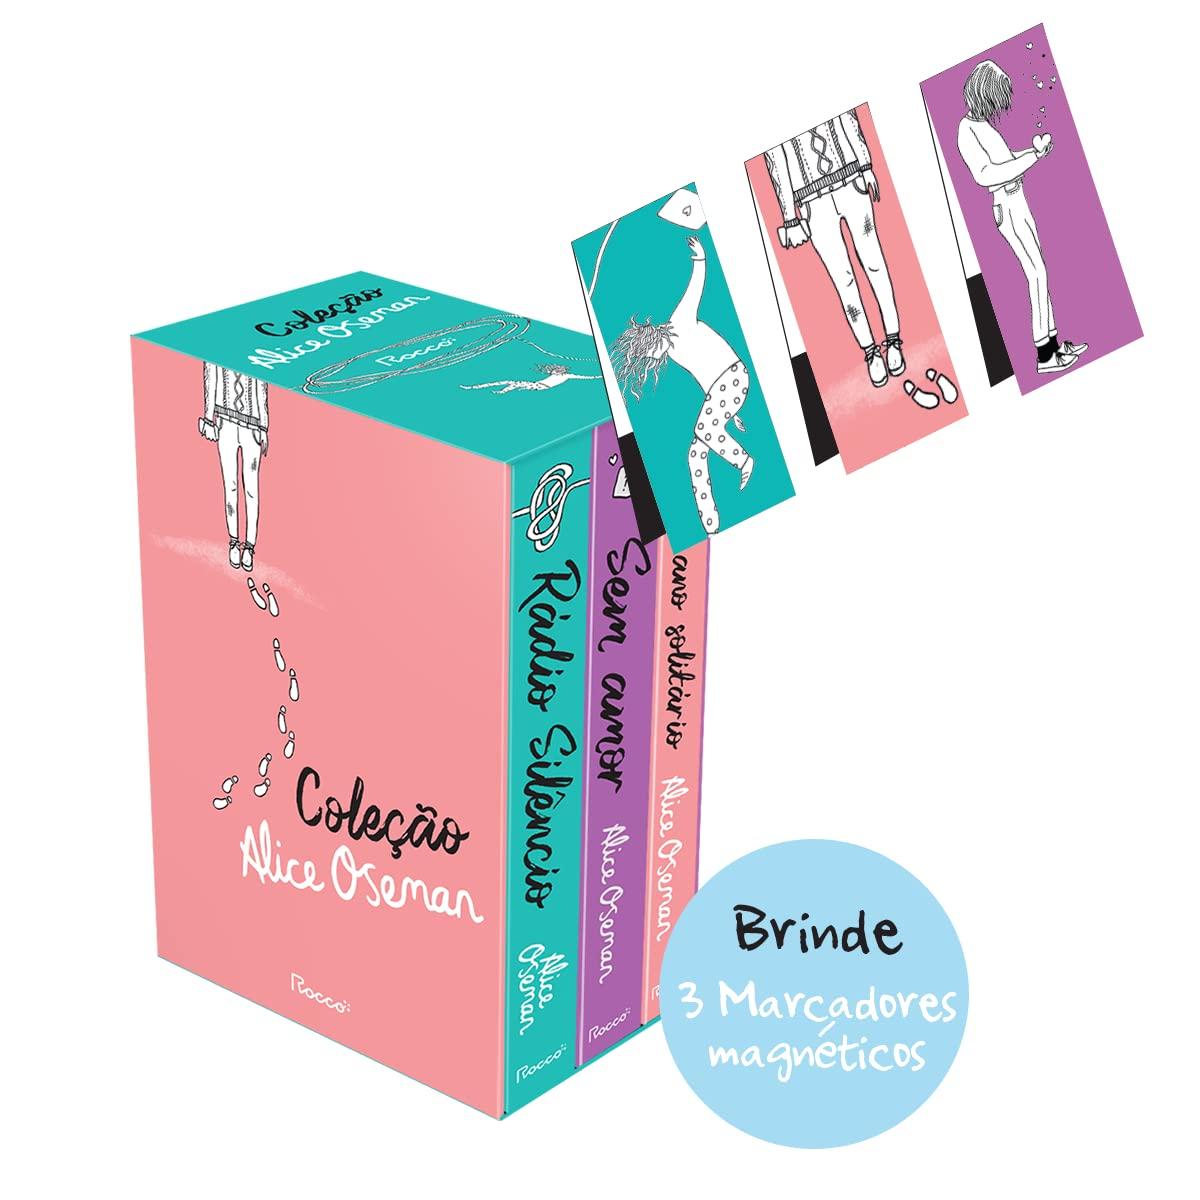 Coleção
Alice Oseman
Rocco
Coleção
Alice Oseman
Rocco
Rádio Silêncio
Alice
Oseman
Rocco
Sem amor
Alice Oseman
Rocco
ano solitário
Alice Oseman
Brinde
3 Marcadores
magnéticos